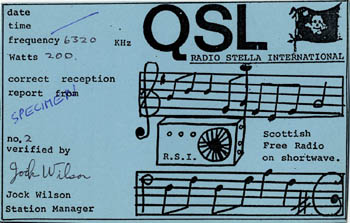 date
time
frequency 6320 KHz
Watts 200.
QSL
RADIO STELLA INTERNATIONAL
correct reception
report from
SPECIMEN
no.2
verified by
Jock Wilson
Jock Wilson
Station Manager
R.S.I.
Scottish
Free Radio
on shortwave.